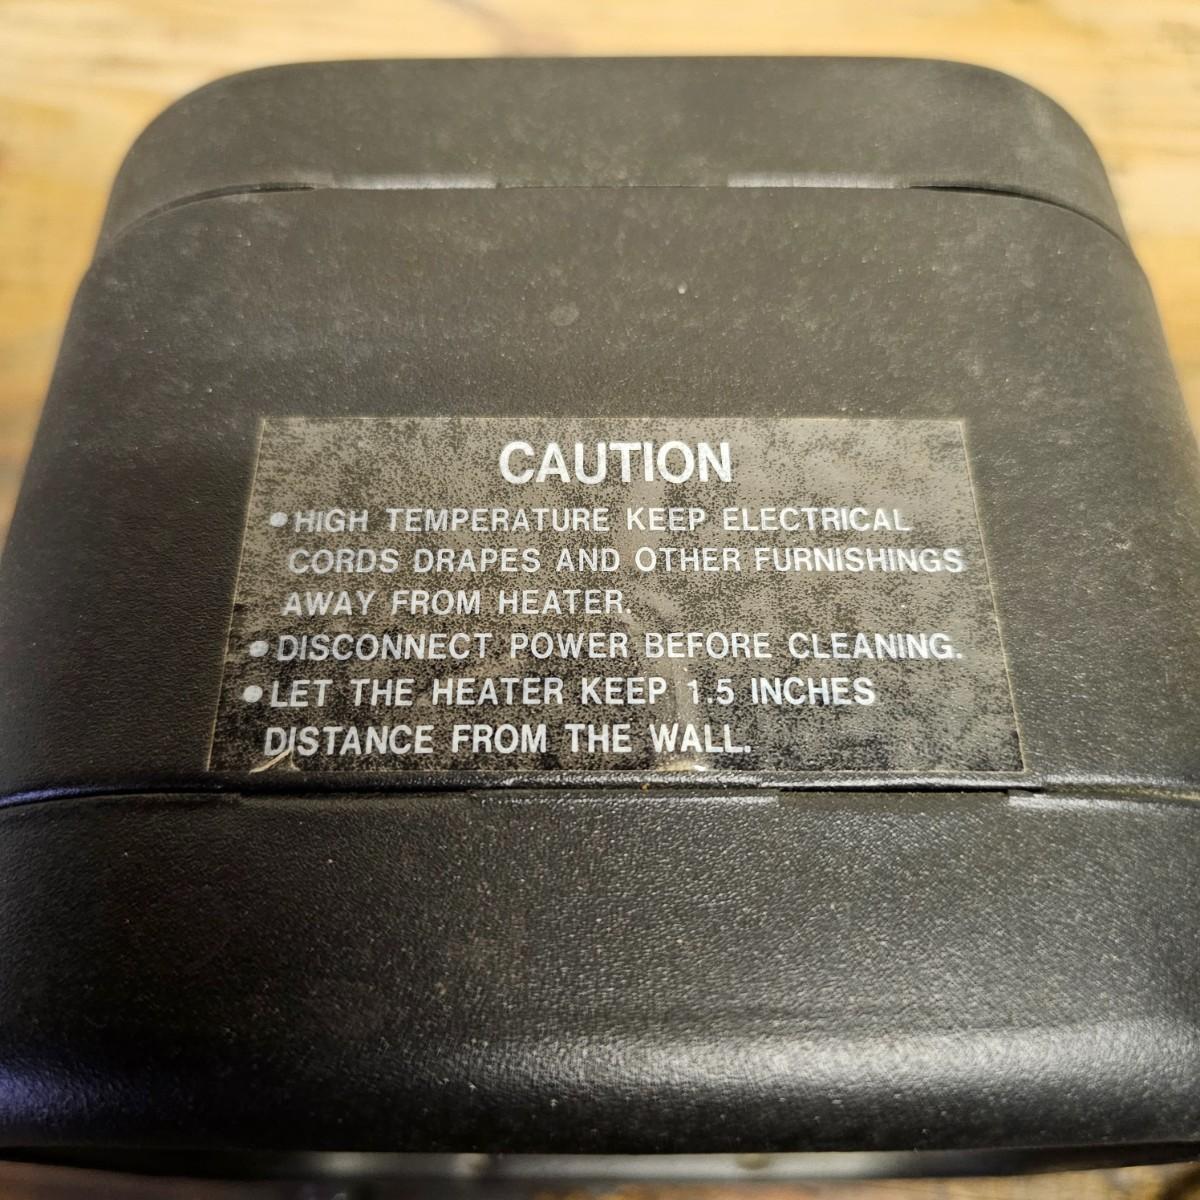 CAUTION
•HIGH TEMPERATURE KEEP ELECTRICAL
CORDS DRAPES AND OTHER FURNISHINGS
AWAY FROM HEATER.
•DISCONNECT POWER BEFORE CLEANING.
•LET THE HEATER KEEP 1.5 INCHES
DISTANCE FROM THE WALL.